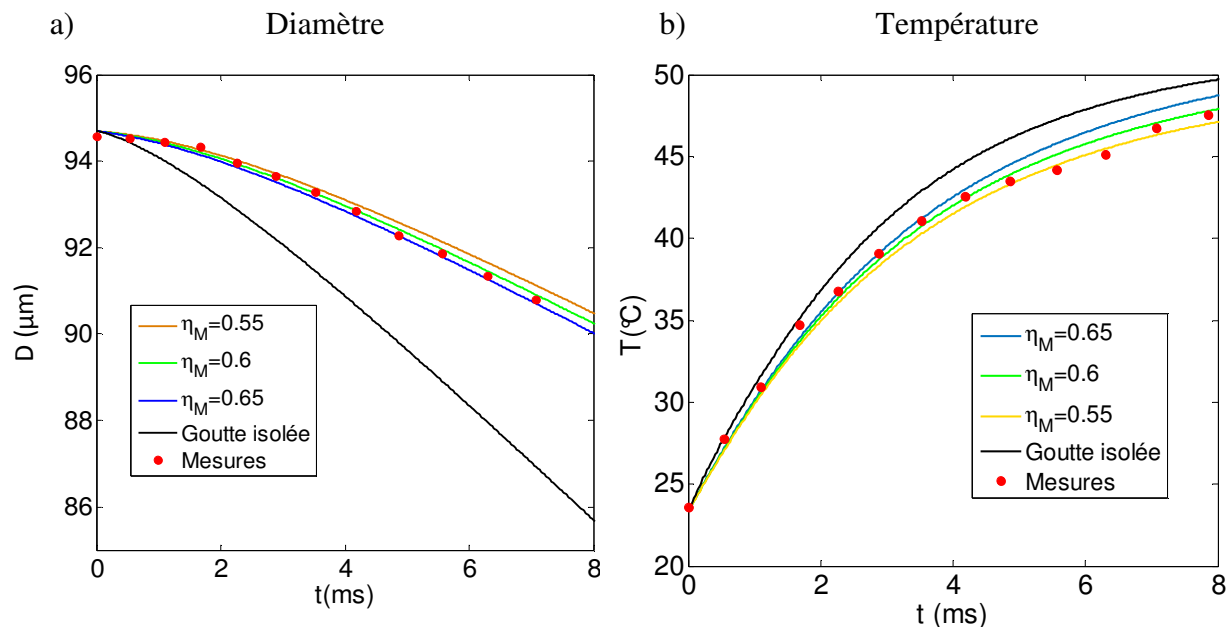 a) Diamètre
96
94
92
90
88
86
D (µm)
η_M=0.55
η_M=0.6
η_M=0.65
Goutte isolée
Mesures
0 2 4 6 8
t(ms)
b) Température
50
45
40
35
30
25
20
T(°C)
η_M=0.65
η_M=0.6
η_M=0.55
Goutte isolée
Mesures
0 2 4 6 8
t (ms)